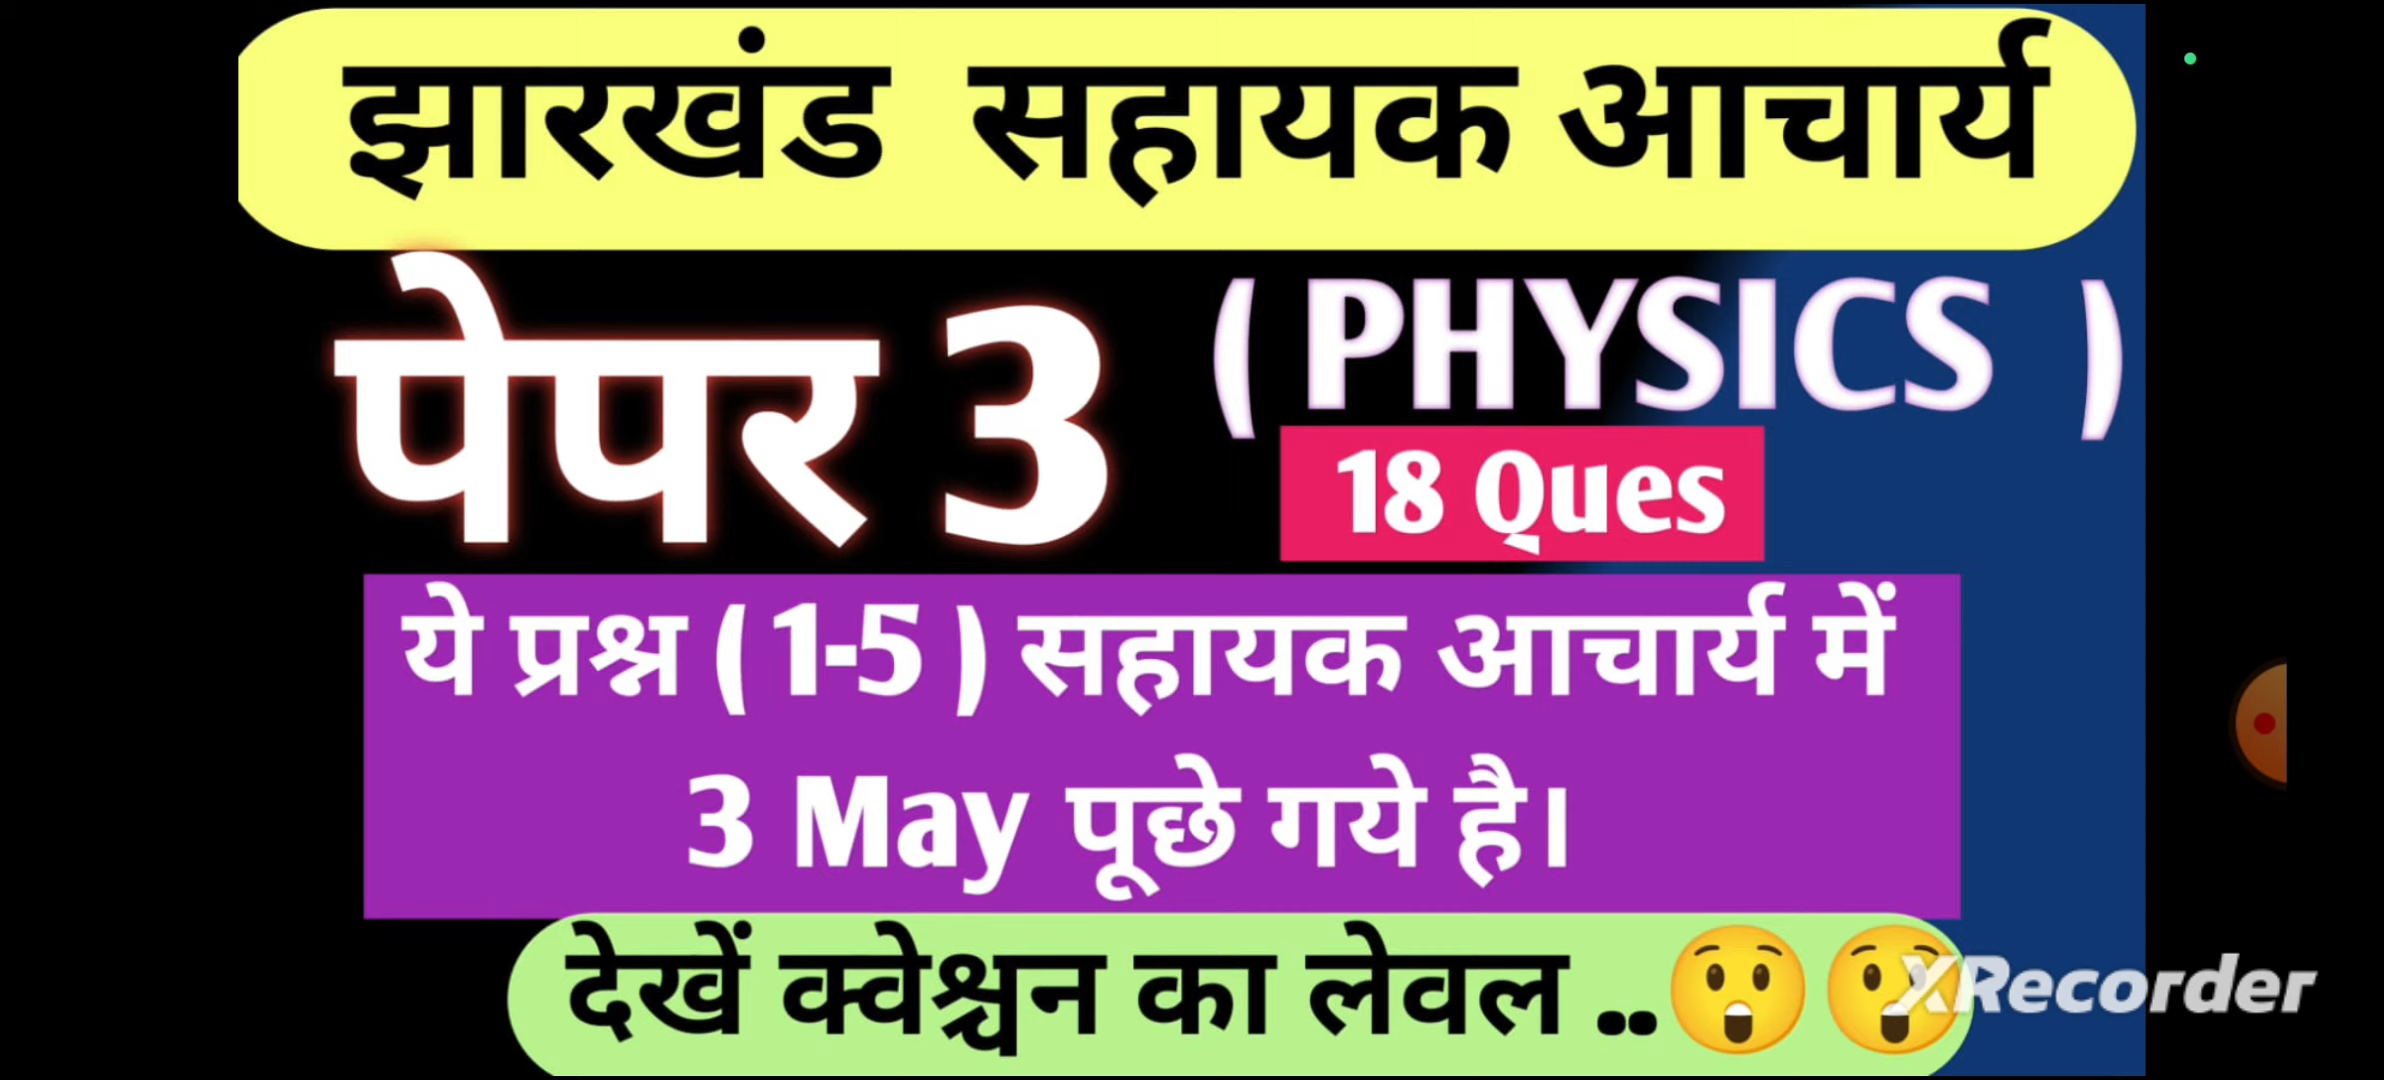 झारखंड सहायक आचार्य
पेपर 3 ( PHYSICS )
18 Ques
ये प्रश्न ( 1-5 ) सहायक आचार्य में
3 May पूछे गये है।
देखें क्वेश्चन का लेवल ..😲😲
XRecorder